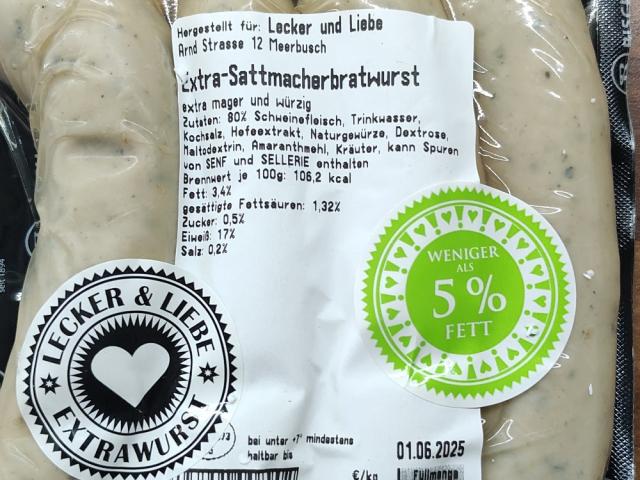 Hergestellt für: Lecker und Liebe
Arnd Strasse 12 Meerbusch
Extra-Sattmacherbratwurst
extra mager und würzig
Zutaten: 80% Schweinefleisch, Trinkwasser,
Kochsalz, Hefeextrakt, Naturgewürze, Dextrose,
Maltodextrin, Amaranthmehl, Kräuter, kann Spuren
von SENF und SELLERIE enthalten
Brennwert je 100g: 106,2 kcal
Fett: 3,4%
gesättigte Fettsäuren: 1,32%
Zucker: 0,5%
Eiweiß: 17%
Salz: 0,2%
WENIGER
ALS
5 %
FETT
LECKER & LIEBE
EXTRAWURST
bei unter +7° mindestens
haltbar bis
01.06.2025
€/kg
Füllmenge
seit 1894